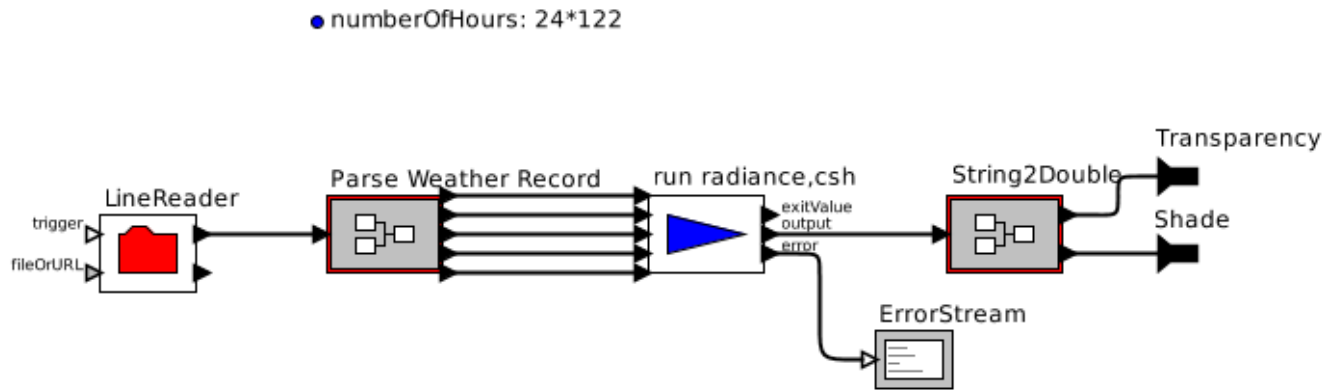 numberOfHours: 24*122
Transparency
LineReader
Parse Weather Record
run radiance,csh
String2Double
trigger
exitValue
output
Shade
fileOrURL
error
ErrorStream